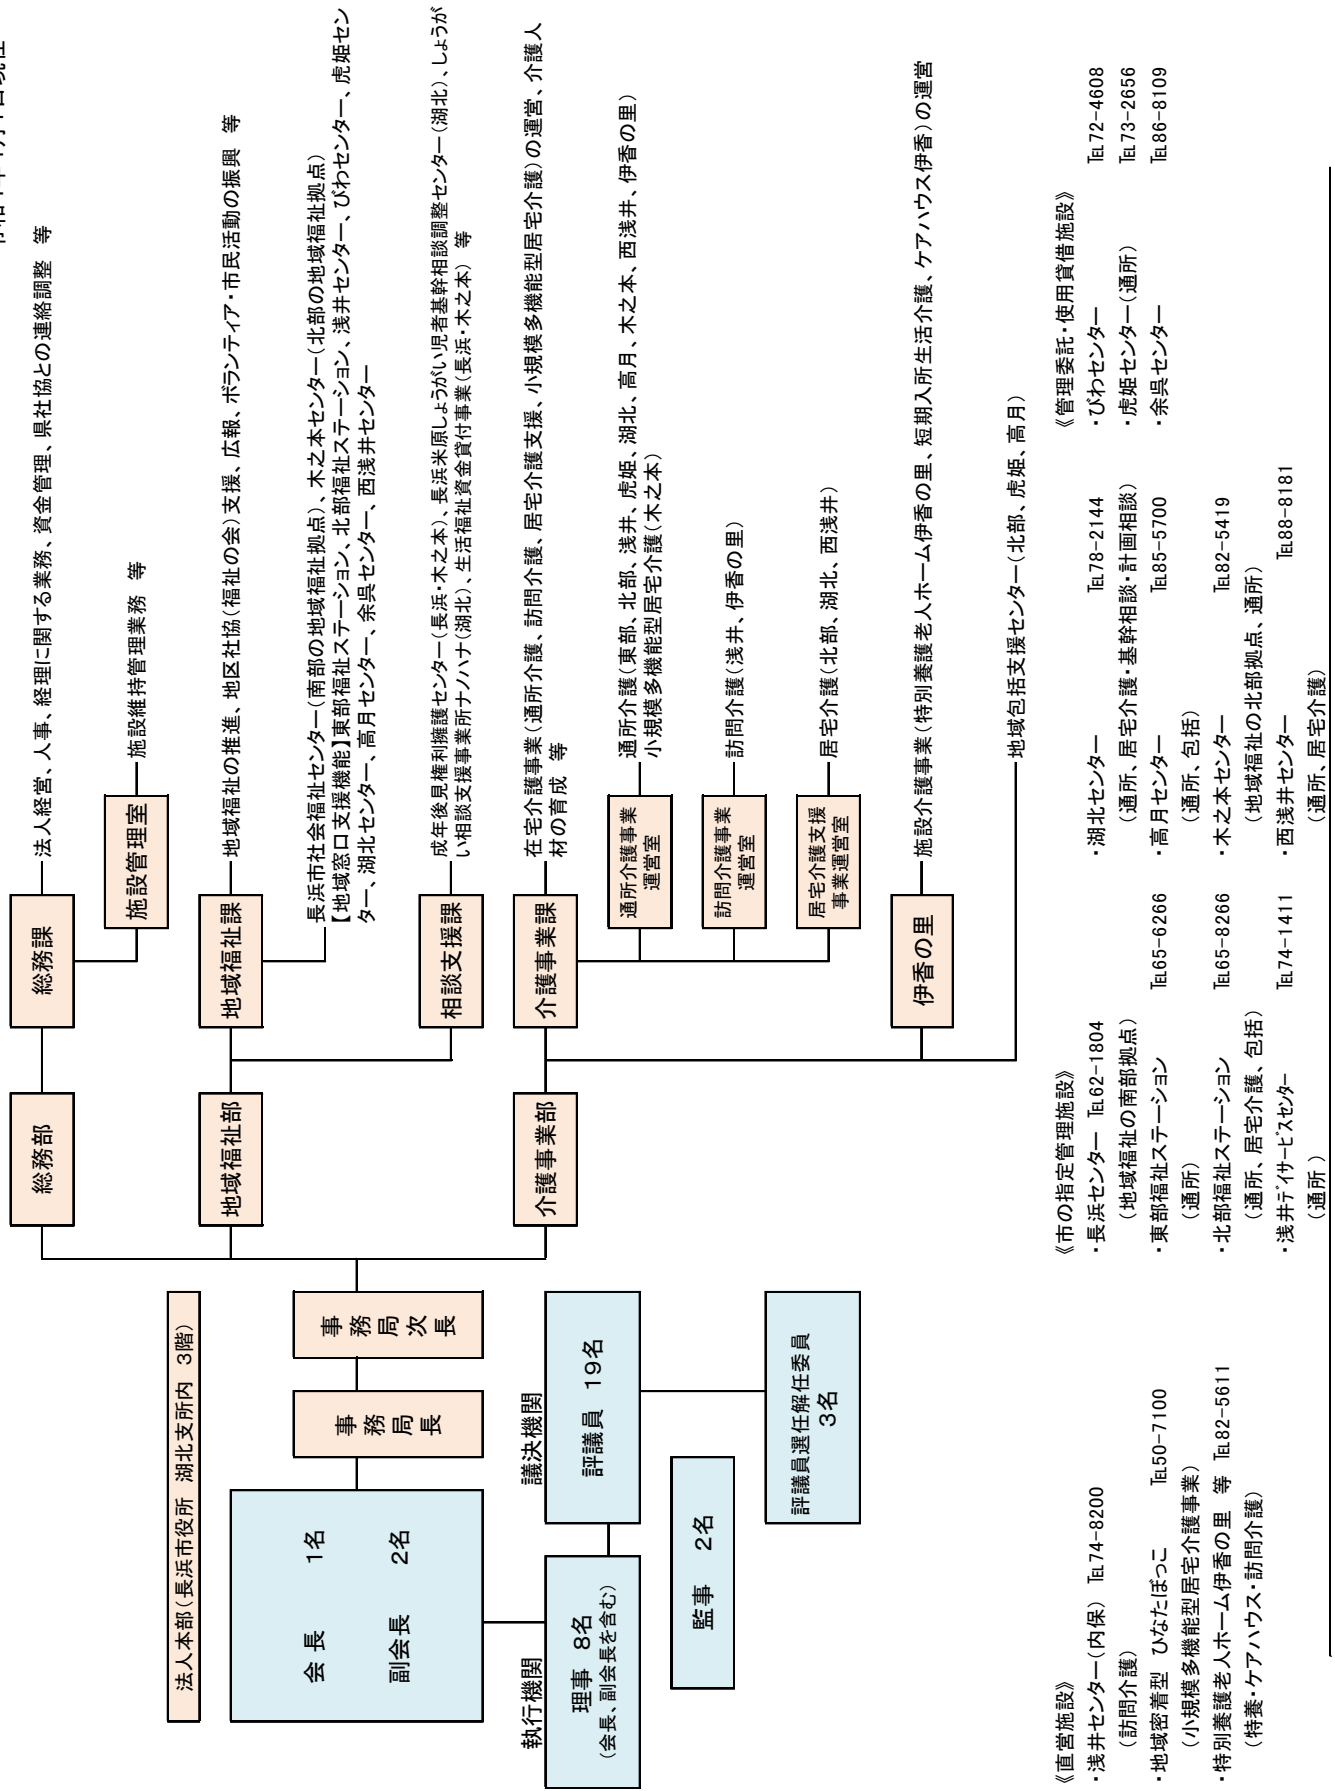 法人本部（長浜市役所　湖北支所内　3階）
会 長　　1名
副会長　　2名
事務局長
事務局次長
執行機関
理事　8名
（会長、副会長を含む）
議決機関
評議員　19名
監事　　2名
評議員選任解任委員
3名
総務部
総務課
法人経営、人事、経理に関する業務、資金管理、県社協との連絡調整　等
施設管理室
施設維持管理業務　等
地域福祉部
地域福祉課
地域福祉の推進、地区社協（福祉の会）支援、広報、ボランティア・市民活動の振興　等
長浜市社会福祉センター（南部の地域福祉拠点）、木之本センター（北部の地域福祉拠点）
【地域窓口支援機能】東部福祉ステーション、北部福祉ステーション、浅井センター、びわセンター、虎姫セン
ター、湖北センター、高月センター、余呉センター、西浅井センター
相談支援課
成年後見権利擁護センター（長浜・木之本）、長浜米原しょうがい児者基幹相談調整センター（湖北）、しょうが
い相談支援事業所ナノハナ（湖北）、生活福祉資金貸付事業（長浜・木之本）　等
介護事業部
介護事業課
在宅介護事業（通所介護、訪問介護、居宅介護支援、小規模多機能型居宅介護）の運営、介護人
材の育成　等
通所介護事業
運営室
通所介護（東部、北部、浅井、虎姫、湖北、高月、木之本、西浅井、伊香の里）
小規模多機能型居宅介護（木之本）
訪問介護事業
運営室
訪問介護（浅井、伊香の里）
居宅介護支援
事業運営室
居宅介護（北部、湖北、西浅井）
伊香の里
施設介護事業（特別養護老人ホーム伊香の里、短期入所生活介護、ケアハウス伊香）の運営
地域包括支援センター（北部、虎姫、高月）
《直営施設》
・浅井センター（内保）　℡74-8200
（訪問介護）
・地域密着型　ひなたぼっこ　　℡50-7100
（小規模多機能型居宅介護事業）
・特別養護老人ホーム伊香の里　等　℡82-5611
（特養・ケアハウス・訪問介護）
《市の指定管理施設》
・長浜センター　℡62-1804
（地域福祉の南部拠点）
・東部福祉ステーション　　℡65-6266
（通所）
・北部福祉ステーション　　℡65-8266
（通所、居宅介護、包括）
・浅井デイサービスセンター　　℡74-1411
（通所）
・湖北センター　　℡78-2144
（通所、居宅介護・基幹相談・計画相談）
・高月センター　　℡85-5700
（通所、包括）
・木之本センター　　℡82-5419
（地域福祉の北部拠点、通所）
・西浅井センター　　℡88-8181
（通所、居宅介護）
《管理委託・使用貸借施設》
・びわセンター　　℡72-4608
・虎姫センター（通所）　　℡73-2656
・余呉センター　　℡86-8109